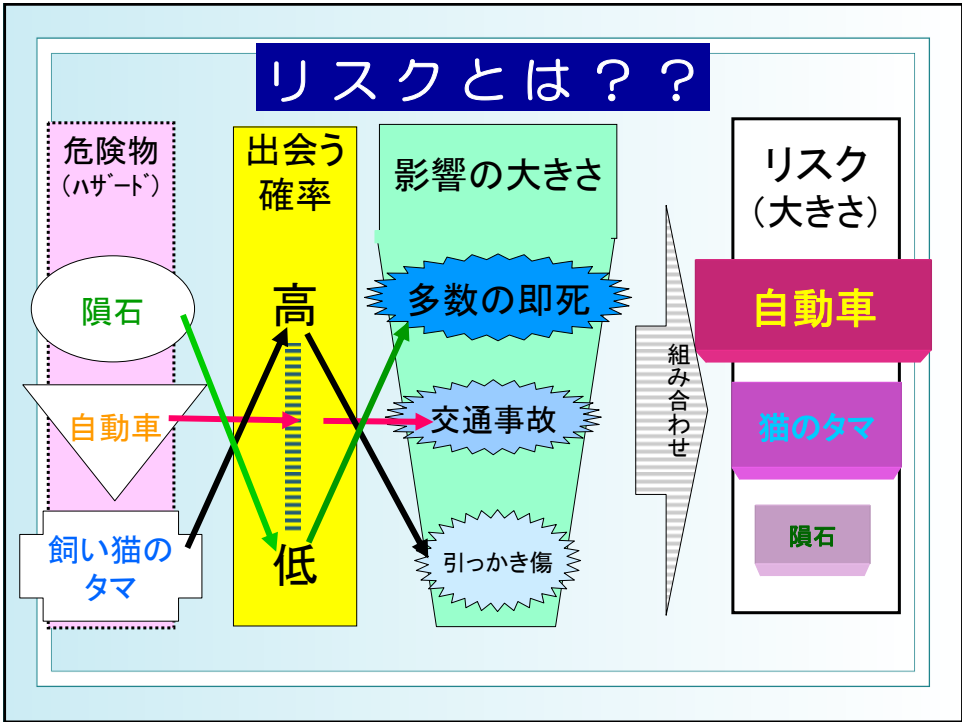 リスクとは？？
危険物
（ﾊｻﾞｰﾄﾞ）
隕石
自動車
飼い猫の
タマ
出会う
確率
高
低
影響の大きさ
多数の即死
交通事故
引っかき傷
組み合わせ
リスク
（大きさ）
自動車
猫のタマ
隕石